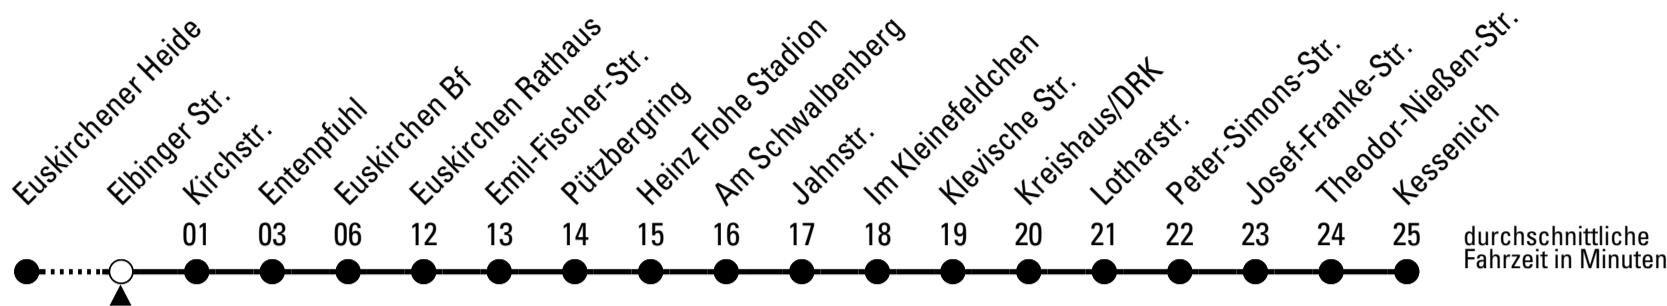 Euskirchener Heide
Elbinger Str.
Kirchstr.
Entenpfuhl
Euskirchen Bf
Euskirchen Rathaus
Emil-Fischer-Str.
Pützbergring
Heinz Flohe Stadion
Am Schwalbenberg
Jahnstr.
Im Kleinefeldchen
Klevische Str.
Kreishaus/DRK
Lotharstr.
Peter-Simons-Str.
Josef-Franke-Str.
Theodor-Nießen-Str.
Kessenich
01 03 06 12 13 14 15 16 17 18 19 20 21 22 23 24 25
durchschnittliche
Fahrzeit in Minuten